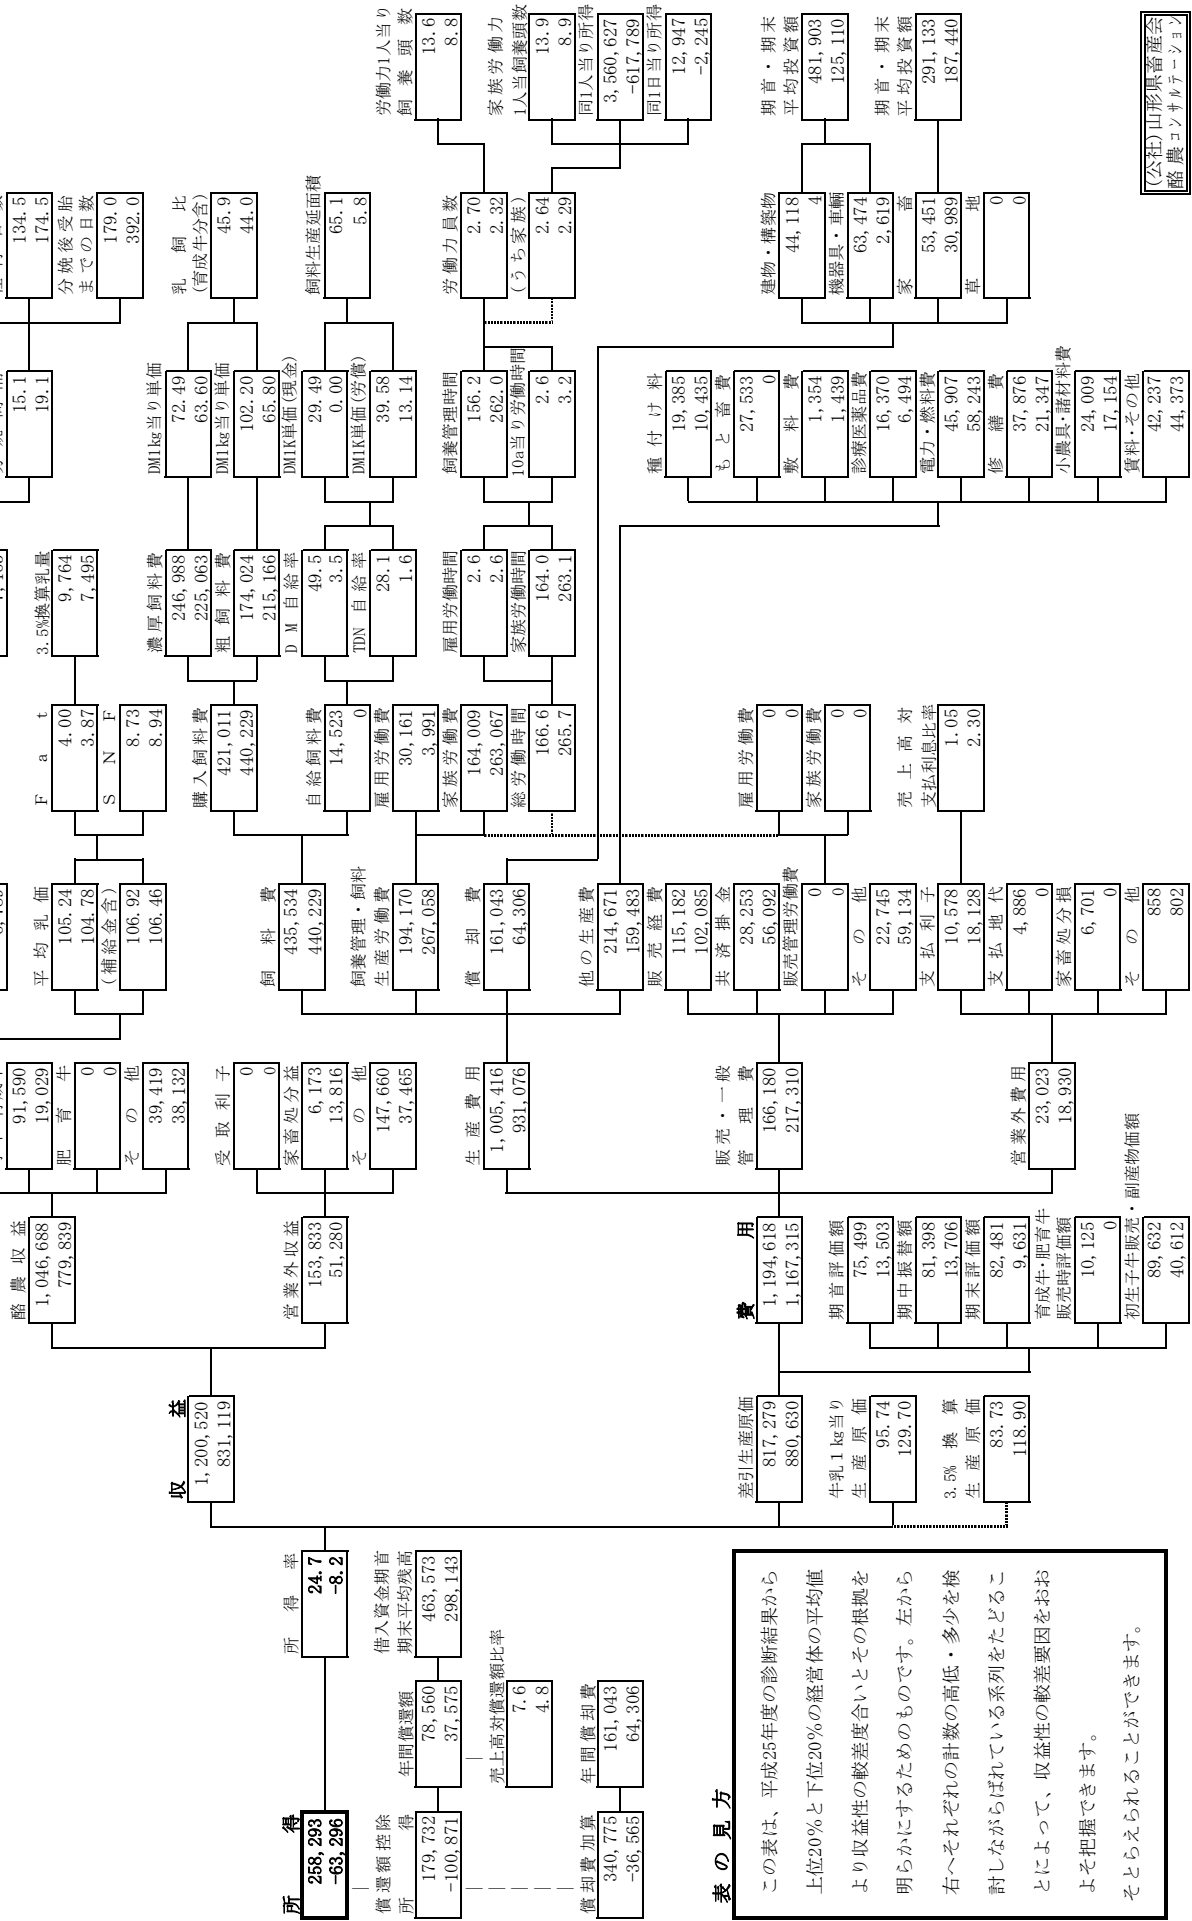 所　得
258,293
-63,296
償還額控除
所　得
179,732
-100,871
償却費加算
340,775
-36,565
年間償還額
78,560
37,575
売上高対償還額比率
7.6
4.8
年間償却費
161,043
64,306
所　得　率
24.7
-8.2
借入資金期首
期末平均残高
463,573
298,143
収　益
1,200,520
831,119
差引生産原価
817,279
880,630
牛乳1kg当り
生産原価
95.74
129.70
3.5%換算
生産原価
83.73
118.90
酪農収益
1,046,688
779,839
営業外収益
153,833
51,280
費　用
1,194,618
1,167,315
期首評価額
75,499
13,503
期中振替額
81,398
13,706
期末評価額
82,481
9,631
育成牛・肥育牛
販売時評価額
10,125
0
初生子牛販売・副産物価額
89,632
40,612
91,590
19,029
肥育牛
0
0
その他
39,419
38,132
受取利子
0
0
家畜処分益
6,173
13,816
その他
147,660
37,465
生産費用
1,005,416
931,076
販売・一般
管理費
166,180
217,310
営業外費用
23,023
18,930
平均乳価
105.24
104.78
(補給金含)
106.92
106.46
飼料費
435,534
440,229
飼養管理・飼料
生産労働費
194,170
267,058
償却費
161,043
64,306
他の生産費
214,671
159,483
販売経費
115,182
102,085
共済掛金
28,253
56,092
販売管理労働費
0
0
その他
22,745
59,134
支払利子
10,578
18,128
支払地代
4,886
0
家畜処分損
6,701
0
その他
858
802
Fat
4.00
3.87
SNF
8.73
8.94
購入飼料費
421,011
440,229
自給飼料費
14,523
0
雇用労働費
30,161
3,991
家族労働費
164,009
263,067
総労働時間
166.6
265.7
雇用労働費
0
0
家族労働費
0
0
売上高対
支払利息比率
1.05
2.30
3.5%換算乳量
9,764
7,495
濃厚飼料費
246,988
225,063
粗飼料費
174,024
215,166
DM自給率
49.5
3.5
TDN自給率
28.1
1.6
雇用労働時間
2.6
2.6
家族労働時間
164.0
263.1
15.1
19.1
DM1kg当り単価
72.49
63.60
DM1kg当り単価
102.20
65.80
DM1K単価(現金)
29.49
0.00
DM1K単価(労償)
39.58
13.14
飼養管理時間
156.2
262.0
10a当り労働時間
2.6
3.2
種付け料
19,385
10,435
もと畜費
27,533
0
敷料費
1,354
1,439
診療医薬品費
16,370
6,494
電力・燃料費
45,907
58,243
修繕費
37,876
21,347
小農具・諸材料費
24,009
17,154
賃料・その他
42,237
44,373
134.5
174.5
分娩後受胎
までの日数
179.0
392.0
乳飼比
(育成牛分含)
45.9
44.0
飼料生産延面積
65.1
5.8
労働力員数
2.70
2.32
(うち家族)
2.64
2.29
建物・構築物
44,118
4
機器具・車輛
63,474
2,619
家畜
53,451
30,989
草地
0
0
労働力1人当り
飼養頭数
13.6
8.8
家族労働力
1人当飼養頭数
13.9
8.9
同1人当り所得
3,560,627
-617,789
同1日当り所得
12,947
-2,245
期首・期末
平均投資額
481,903
125,110
期首・期末
平均投資額
291,133
187,440
表の見方
この表は、平成25年度の診断結果から
上位20%と下位20%の経営体の平均値
より収益性の較差度合いとその根拠を
明らかにするためのものです。左から
右へそれぞれの計数の高低・多少を検
討しながらばれている系列をたどるこ
とによって、収益性の較差要因をおお
よそ把握できます。
そとらえられることができます。
(公社)山形県畜産会
酪農コンサルテーション